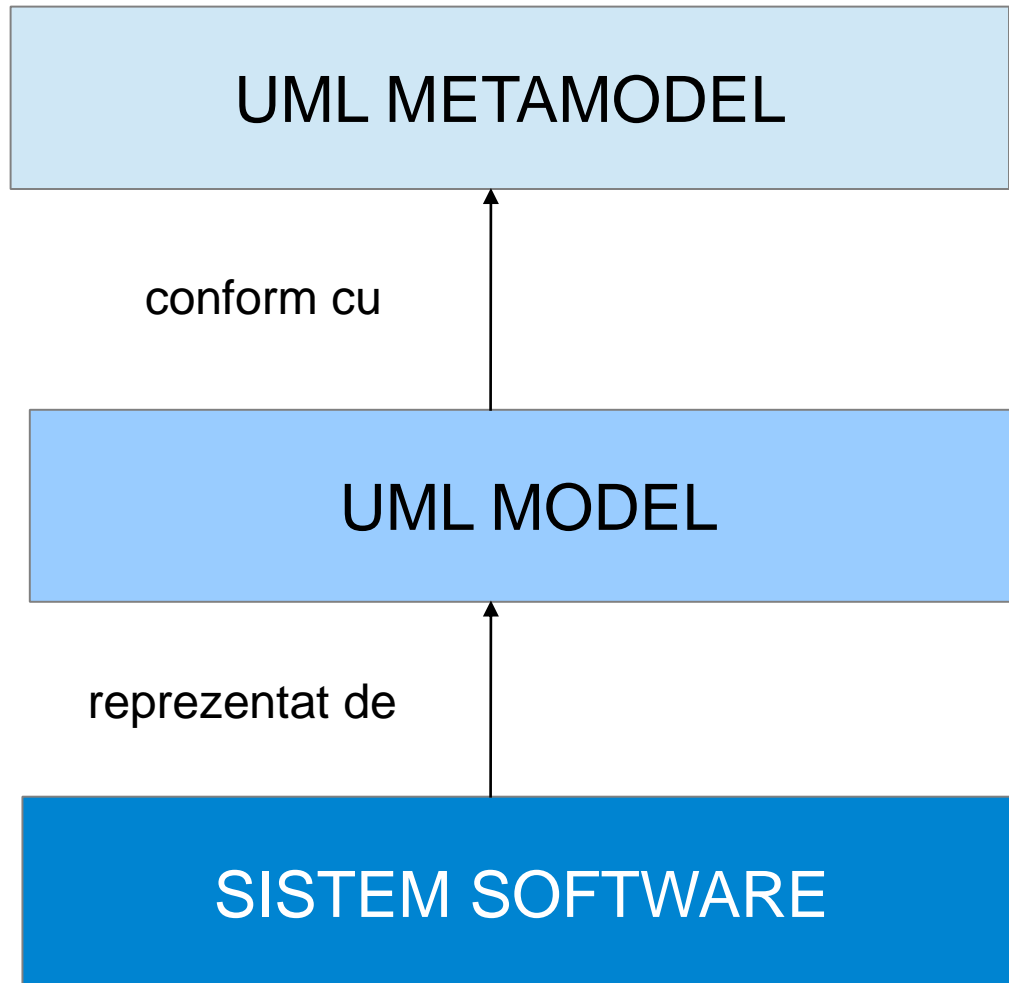 UML METAMODEL
conform cu
UML MODEL
reprezentat de
SISTEM SOFTWARE